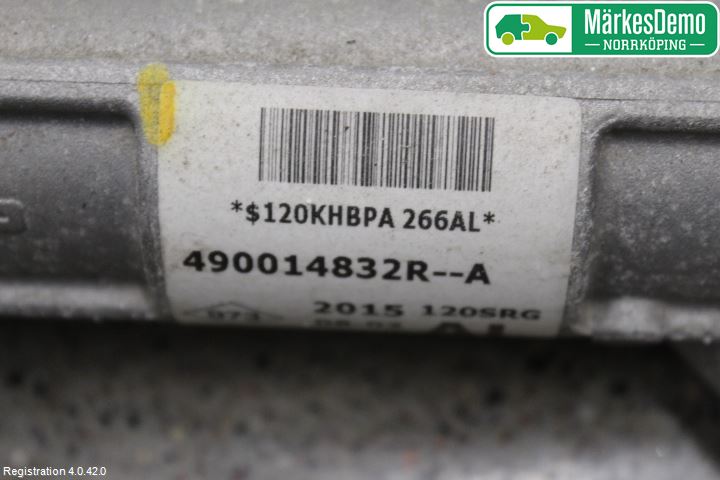 MärkesDemo
NORRKÖPING
*$120KHBPA 266AL*
490014832R--A
2015 120SRG
Registration 4.0.42.0